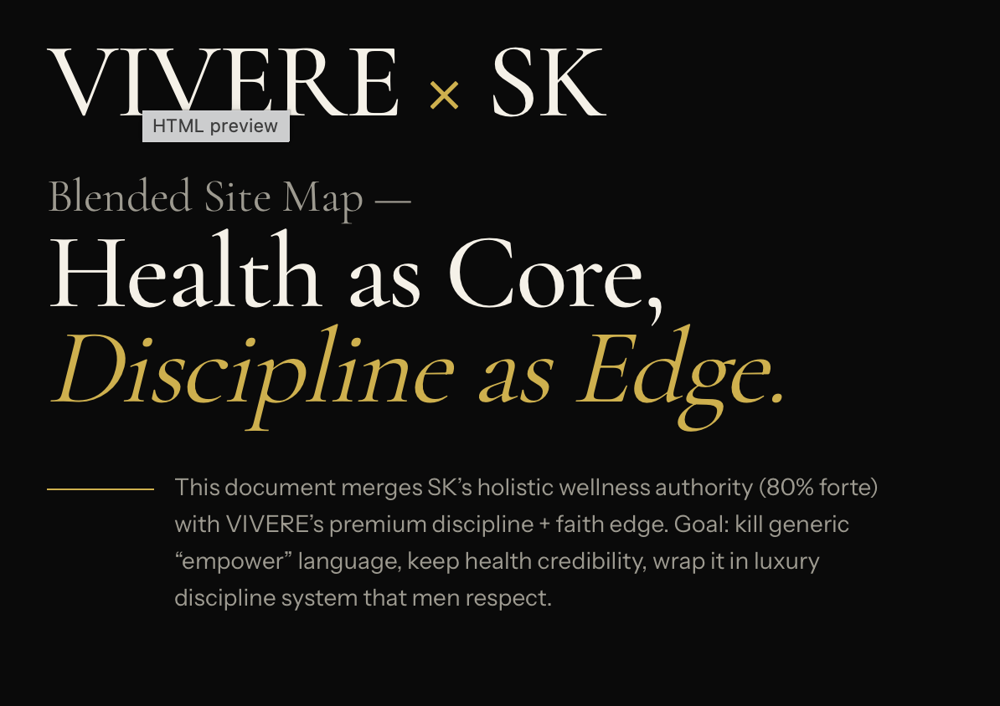 VIVERE × SK
HTML preview
Blended Site Map —
Health as Core,
Discipline as Edge.
This document merges SK’s holistic wellness authority (80% forte)
with VIVERE’s premium discipline + faith edge. Goal: kill generic
“empower” language, keep health credibility, wrap it in luxury
discipline system that men respect.